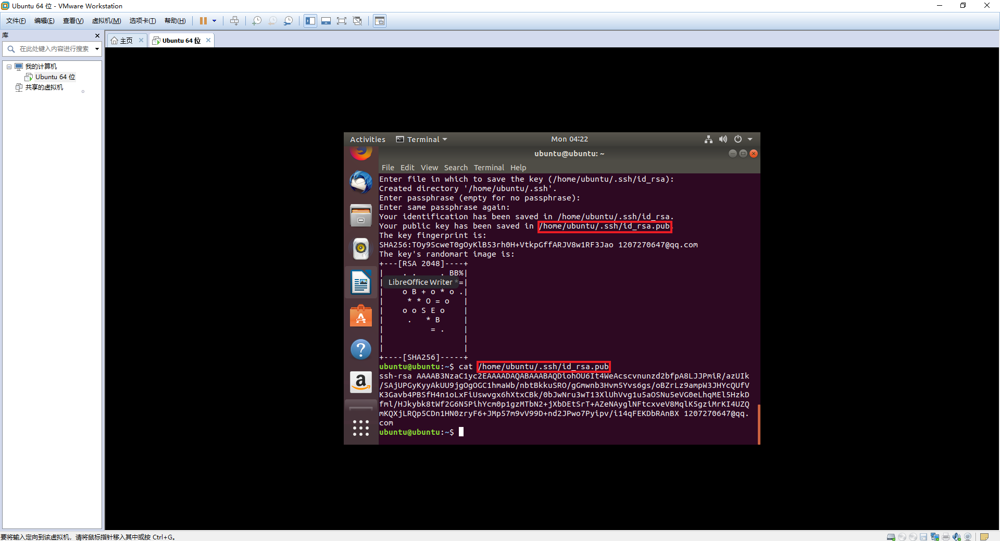 Ubuntu 64 位 - VMware Workstation
文件(F) 编辑(E) 查看(V) 虚拟机(M) 选项卡(T) 帮助(H)
库
在此处键入内容进行搜索
主页
Ubuntu 64 位
我的计算机
Ubuntu 64 位
共享的虚拟机
Activities Terminal Mon 04:22
ubuntu@ubuntu: ~
File Edit View Search Terminal Help
Enter file in which to save the key (/home/ubuntu/.ssh/id_rsa):
Created directory '/home/ubuntu/.ssh'.
Enter passphrase (empty for no passphrase):
Enter same passphrase again:
Your identification has been saved in /home/ubuntu/.ssh/id_rsa.
Your public key has been saved in /home/ubuntu/.ssh/id_rsa.pub.
The key fingerprint is:
SHA256:TOy9ScweT0gOyKlB53rh0H+VtkpGffARJV8w1RF3Jao 1207270647@qq.com
The key's randomart image is:
+---[RSA 2048]----+
|    . .     . BB%|
LibreOffice Writer *=|
|    o B + o * o .|
|     * * O = o   |
|    o o S E o    |
|     .   * B     |
|          = .    |
|                 |
|                 |
+----[SHA256]-----+
ubuntu@ubuntu:~$ cat /home/ubuntu/.ssh/id_rsa.pub
ssh-rsa AAAAB3NzaC1yc2EAAAADAQABAAABAQDiohOU6It4WeAcscvnunzd2bfpA8LJJPmiR/azUIk
/SAjUPGyKyyAkUU9jgOgOGC1hmaWb/nbtBkkuSRO/gGmwnb3Hvm5Yvs6gs/oBZrLz9ampW3JHYcQUfV
K3Gavb4PBSfH4n1oLxFiUswvgx6hXtxCBk/0bJwNru3wT13XlUhVvg1u5aOSNu5eVG0eLhqMEl5HzkD
fml/HJkybk8tWf2G6N5PihYcm0p1gzMTbN2+jXbDEtSrT+AZeNAyglNFtcxveV8MqlK5gziMrKI4UZQ
mKQXjLRQp5CDn1HN0zryF6+JMp57m9vV99D+nd2JPwo7Pyipv/i14qFEKDbRAnBX 1207270647@qq.
com
ubuntu@ubuntu:~$
要将输入定向到该虚拟机，请将鼠标指针移入其中或按 Ctrl+G。